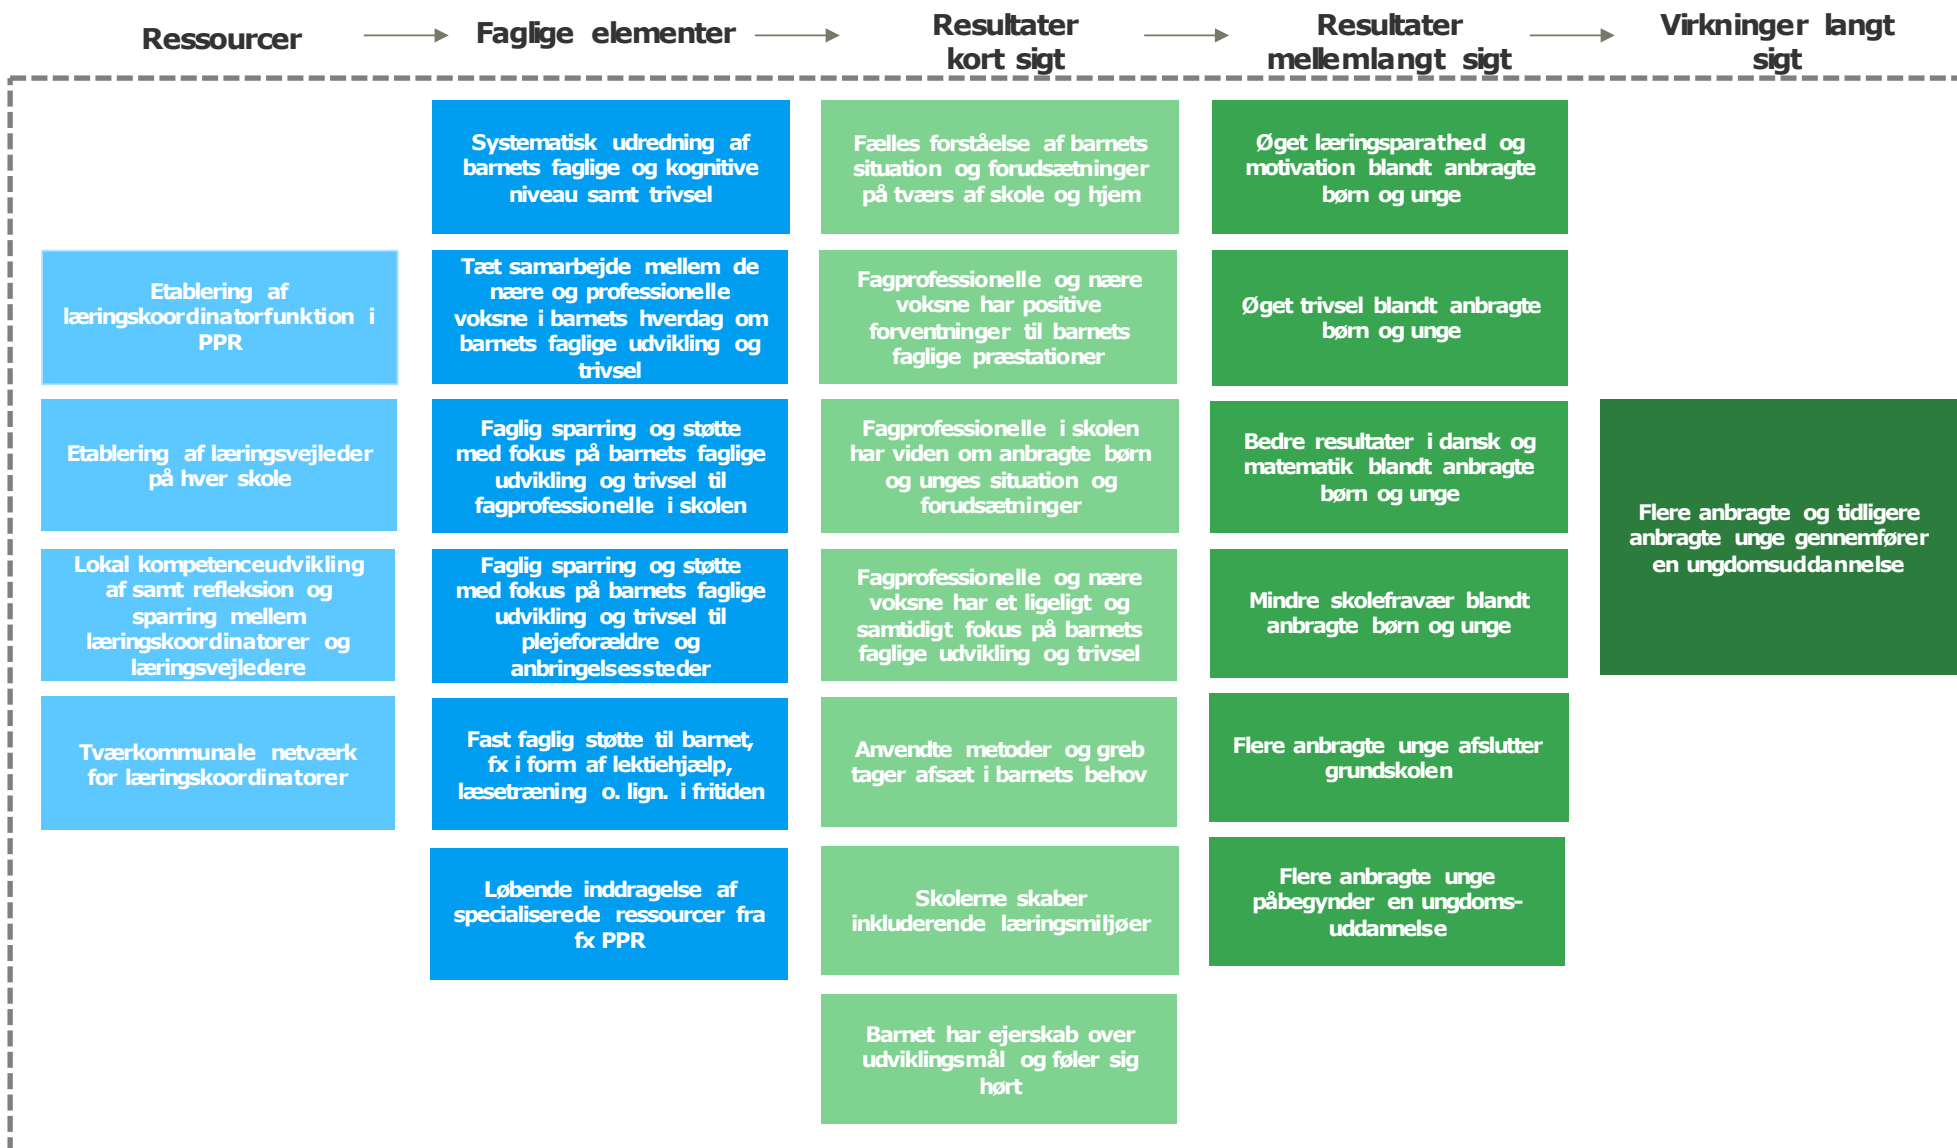 Ressourcer
Faglige elementer
Resultater
kort sigt
Resultater
mellemlangt sigt
Virkninger langt
sigt
Etablering af
læringskoordinatorfunktion i
PPR
Etablering af læringsvejleder
på hver skole
Lokal kompetenceudvikling
af samt refleksion og
sparring mellem
læringskoordinatorer og
læringsvejledere
Tværkommunale netværk
for læringskoordinatorer
Systematisk udredning af
barnets faglige og kognitive
niveau samt trivsel
Tæt samarbejde mellem de
nære og professionelle
voksne i barnets hverdag om
barnets faglige udvikling og
trivsel
Faglig sparring og støtte
med fokus på barnets faglige
udvikling og trivsel til
fagprofessionelle i skolen
Faglig sparring og støtte
med fokus på barnets faglige
udvikling og trivsel til
plejeforældre og
anbringelsessteder
Fast faglig støtte til barnet,
fx i form af lektiehjælp,
læsetræning o. lign. i fritiden
Løbende inddragelse af
specialiserede ressourcer fra
fx PPR
Fælles forståelse af barnets
situation og forudsætninger
på tværs af skole og hjem
Fagprofessionelle og nære
voksne har positive
forventninger til barnets
faglige præstationer
Fagprofessionelle i skolen
har viden om anbragte børn
og unges situation og
forudsætninger
Fagprofessionelle og nære
voksne har et ligeligt og
samtidigt fokus på barnets
faglige udvikling og trivsel
Anvendte metoder og greb
tager afsæt i barnets behov
Skolerne skaber
inkluderende læringsmiljøer
Barnet har ejerskab over
udviklingsmål og føler sig
hørt
Øget læringsparathed og
motivation blandt anbragte
børn og unge
Øget trivsel blandt anbragte
børn og unge
Bedre resultater i dansk og
matematik blandt anbragte
børn og unge
Mindre skolefravær blandt
anbragte børn og unge
Flere anbragte unge afslutter
grundskolen
Flere anbragte unge
påbegynder en ungdoms-
uddannelse
Flere anbragte og tidligere
anbragte unge gennemfører
en ungdomsuddannelse